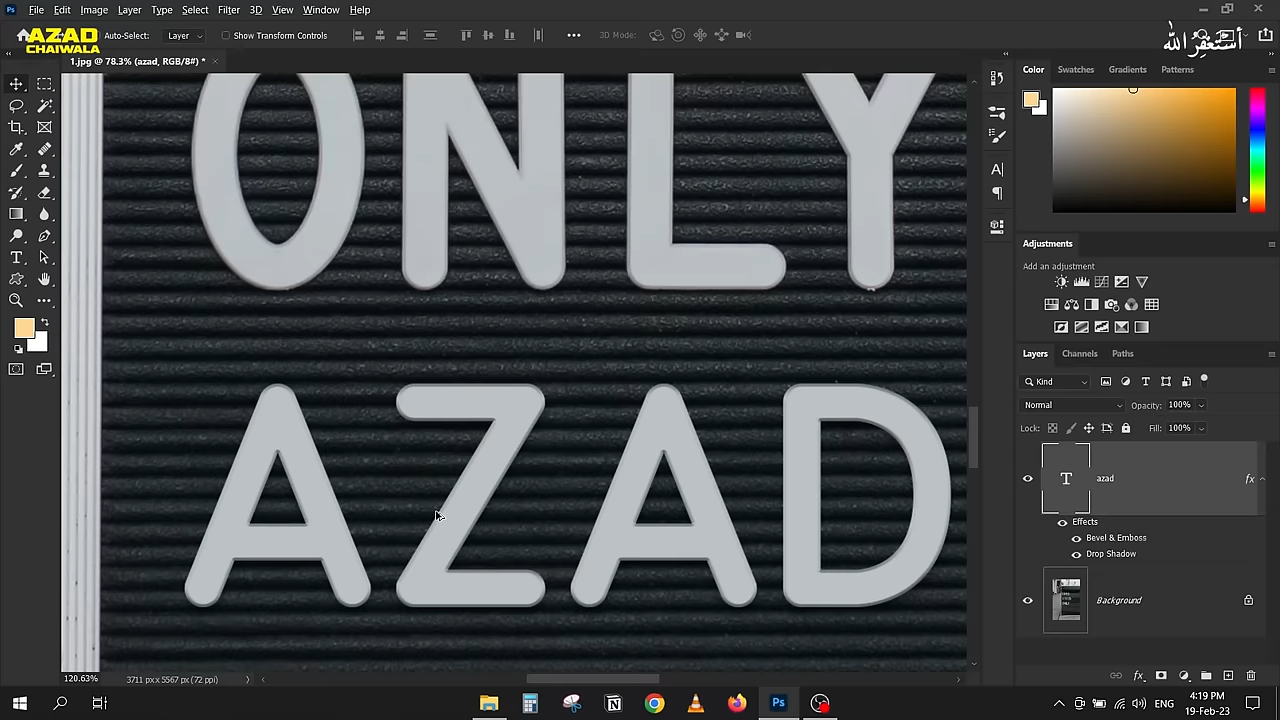 Ps File Edit Image Layer Type Select Filter 3D View Window Help
AZAD
CHAIWALA
Auto-Select: Layer Show Transform Controls 3D Mode:
أستغفر الله
1.jpg @ 78.3% (azad, RGB/8#) *
Color Swatches Gradients Patterns
Adjustments
Add an adjustment
Layers Channels Paths
Kind
Normal Opacity: 100%
Lock: Fill: 100%
T azad fx
Effects
Bevel & Emboss
Drop Shadow
Background
ONLY
AZAD
120.63% 3711 px x 5567 px (72 ppi)
Ps ENG 4:19 PM
19-Feb-23